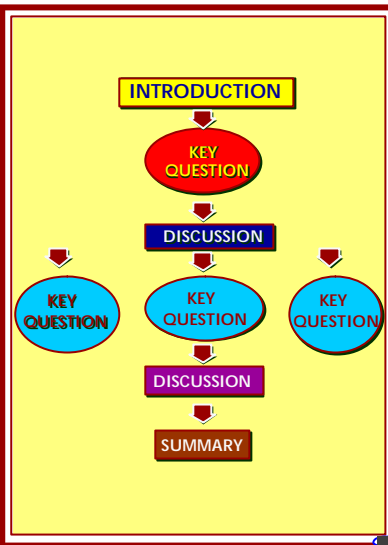 INTRODUCTION
KEY
QUESTION
DISCUSSION
KEY
QUESTION
KEY
QUESTION
KEY
QUESTION
DISCUSSION
SUMMARY